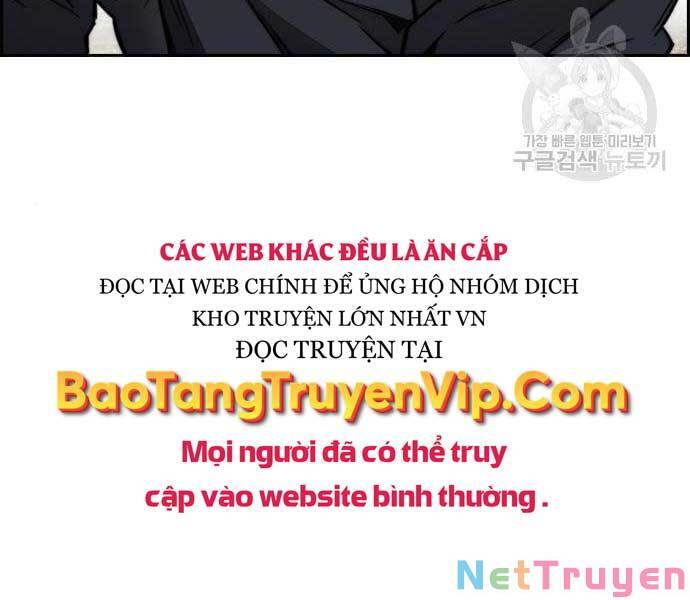 가장 빠른 웹툰 미리보기
구글검색 뉴토끼
CÁC WEB KHÁC ĐỀU LÀ ĂN CẮP
ĐỌC TẠI WEB CHÍNH ĐỂ ỦNG HỘ NHÓM DỊCH
KHO TRUYỆN LỚN NHẤT VN
ĐỌC TRUYỆN TẠI
BaoTangTruyenVip.Com
Mọi người đã có thể truy
cập vào website bình thường.
NetTruyen